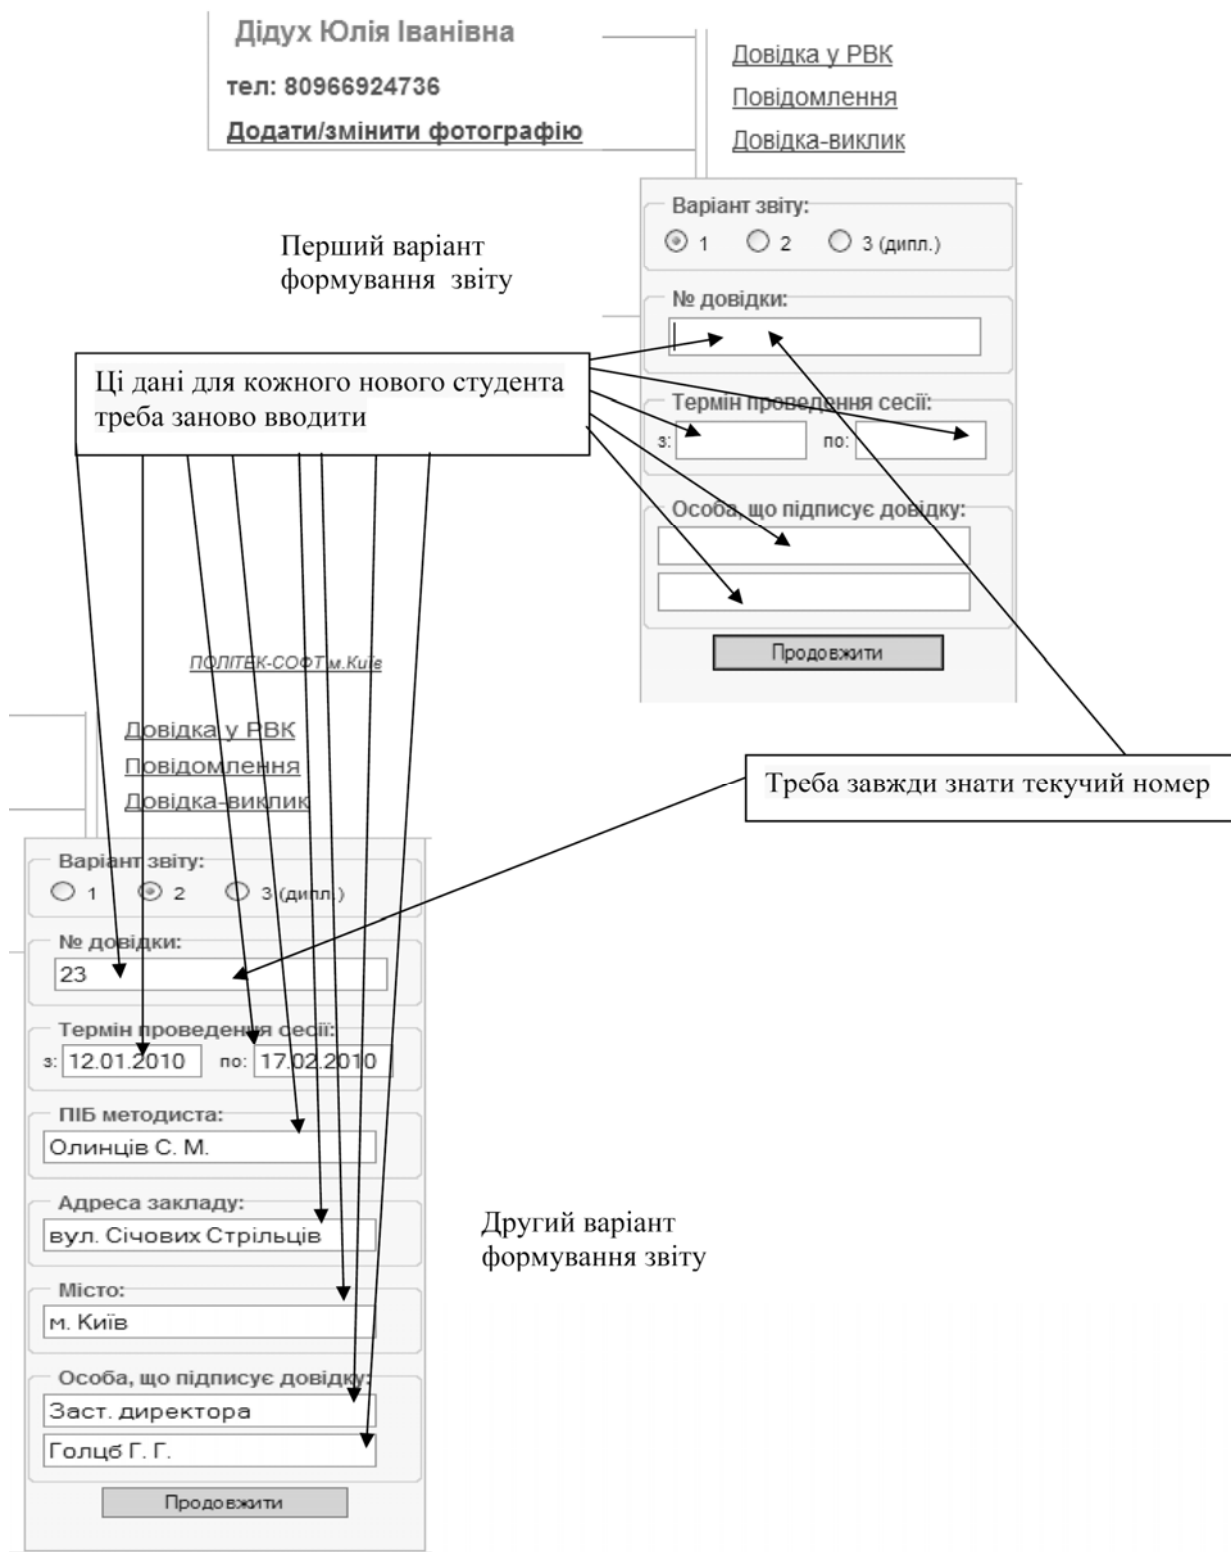 Дідух Юлія Іванівна
тел: 80966924736
Додати/змінити фотографію
Довідка у РВК
Повідомлення
Довідка-виклик
Варіант звіту:
1 2 3 (дипл.)
№ довідки:
Термін проведення сесії:
з: по:
Особа, що підписує довідку:
Продовжити
Перший варіант
формування звіту
Ці дані для кожного нового студента
треба заново вводити
ПОЛІТЕК-СОФТ м.Київ
Треба завжди знати текучий номер
Довідка у РВК
Повідомлення
Довідка-виклик
Варіант звіту:
1 2 3 (дипл.)
№ довідки:
23
Термін проведення сесії:
з: 12.01.2010 по: 17.02.2010
ПІБ методиста:
Олинців С. М.
Адреса закладу:
вул. Січових Стрільців
Місто:
м. Київ
Особа, що підписує довідку:
Заст. директора
Голцб Г. Г.
Продовжити
Другий варіант
формування звіту